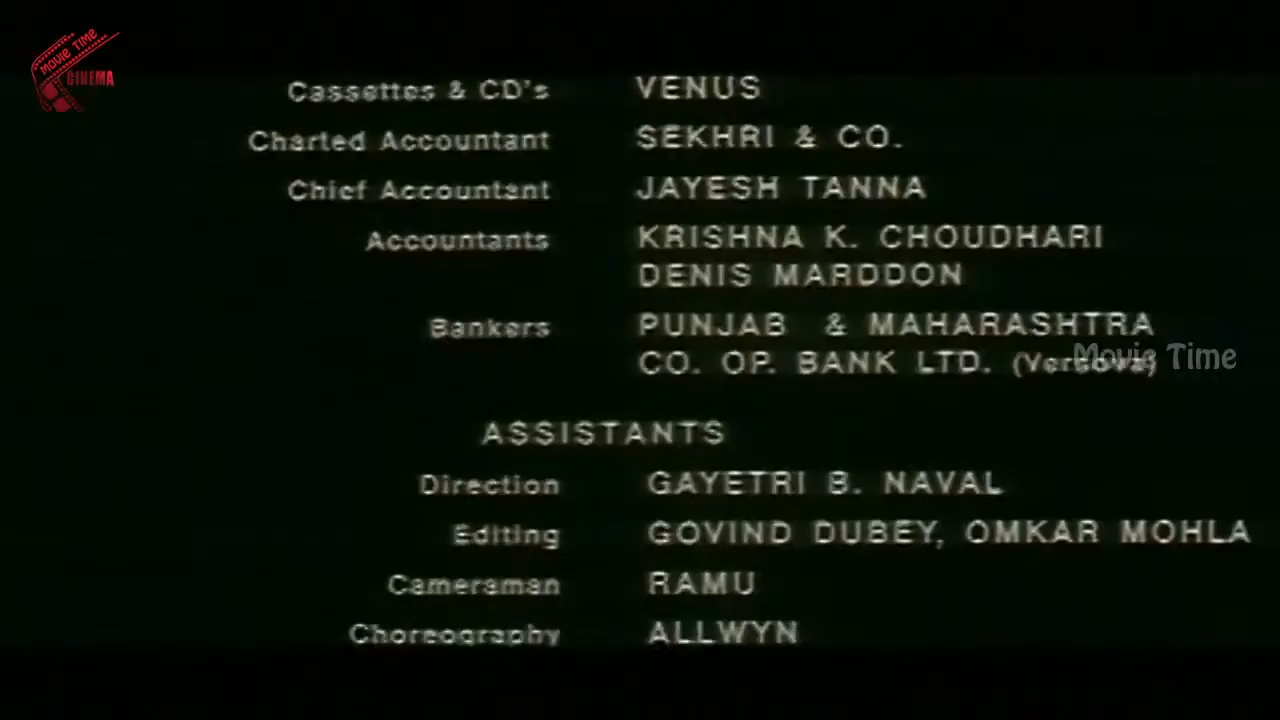 MOVIE TIME
CINEMA
Cassettes & CD's VENUS
Charted Accountant SEKHRI & CO.
Chief Accountant JAYESH TANNA
Accountants KRISHNA K. CHOUDHARI
DENIS MARDDON
Bankers PUNJAB & MAHARASHTRA
CO. OP. BANK LTD. (Versova)
Movie Time
ASSISTANTS
Direction GAYETRI B. NAVAL
Editing GOVIND DUBEY, OMKAR MOHLA
Cameraman RAMU
Choreography ALLWYN